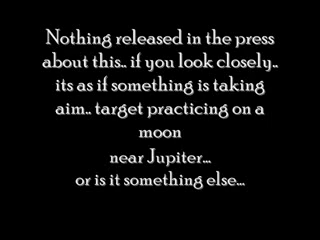 Nothing released in the press
about this.. if you look closely..
its as if something is taking
aim.. target practicing on a
moon
near Jupiter...
or is it something else...